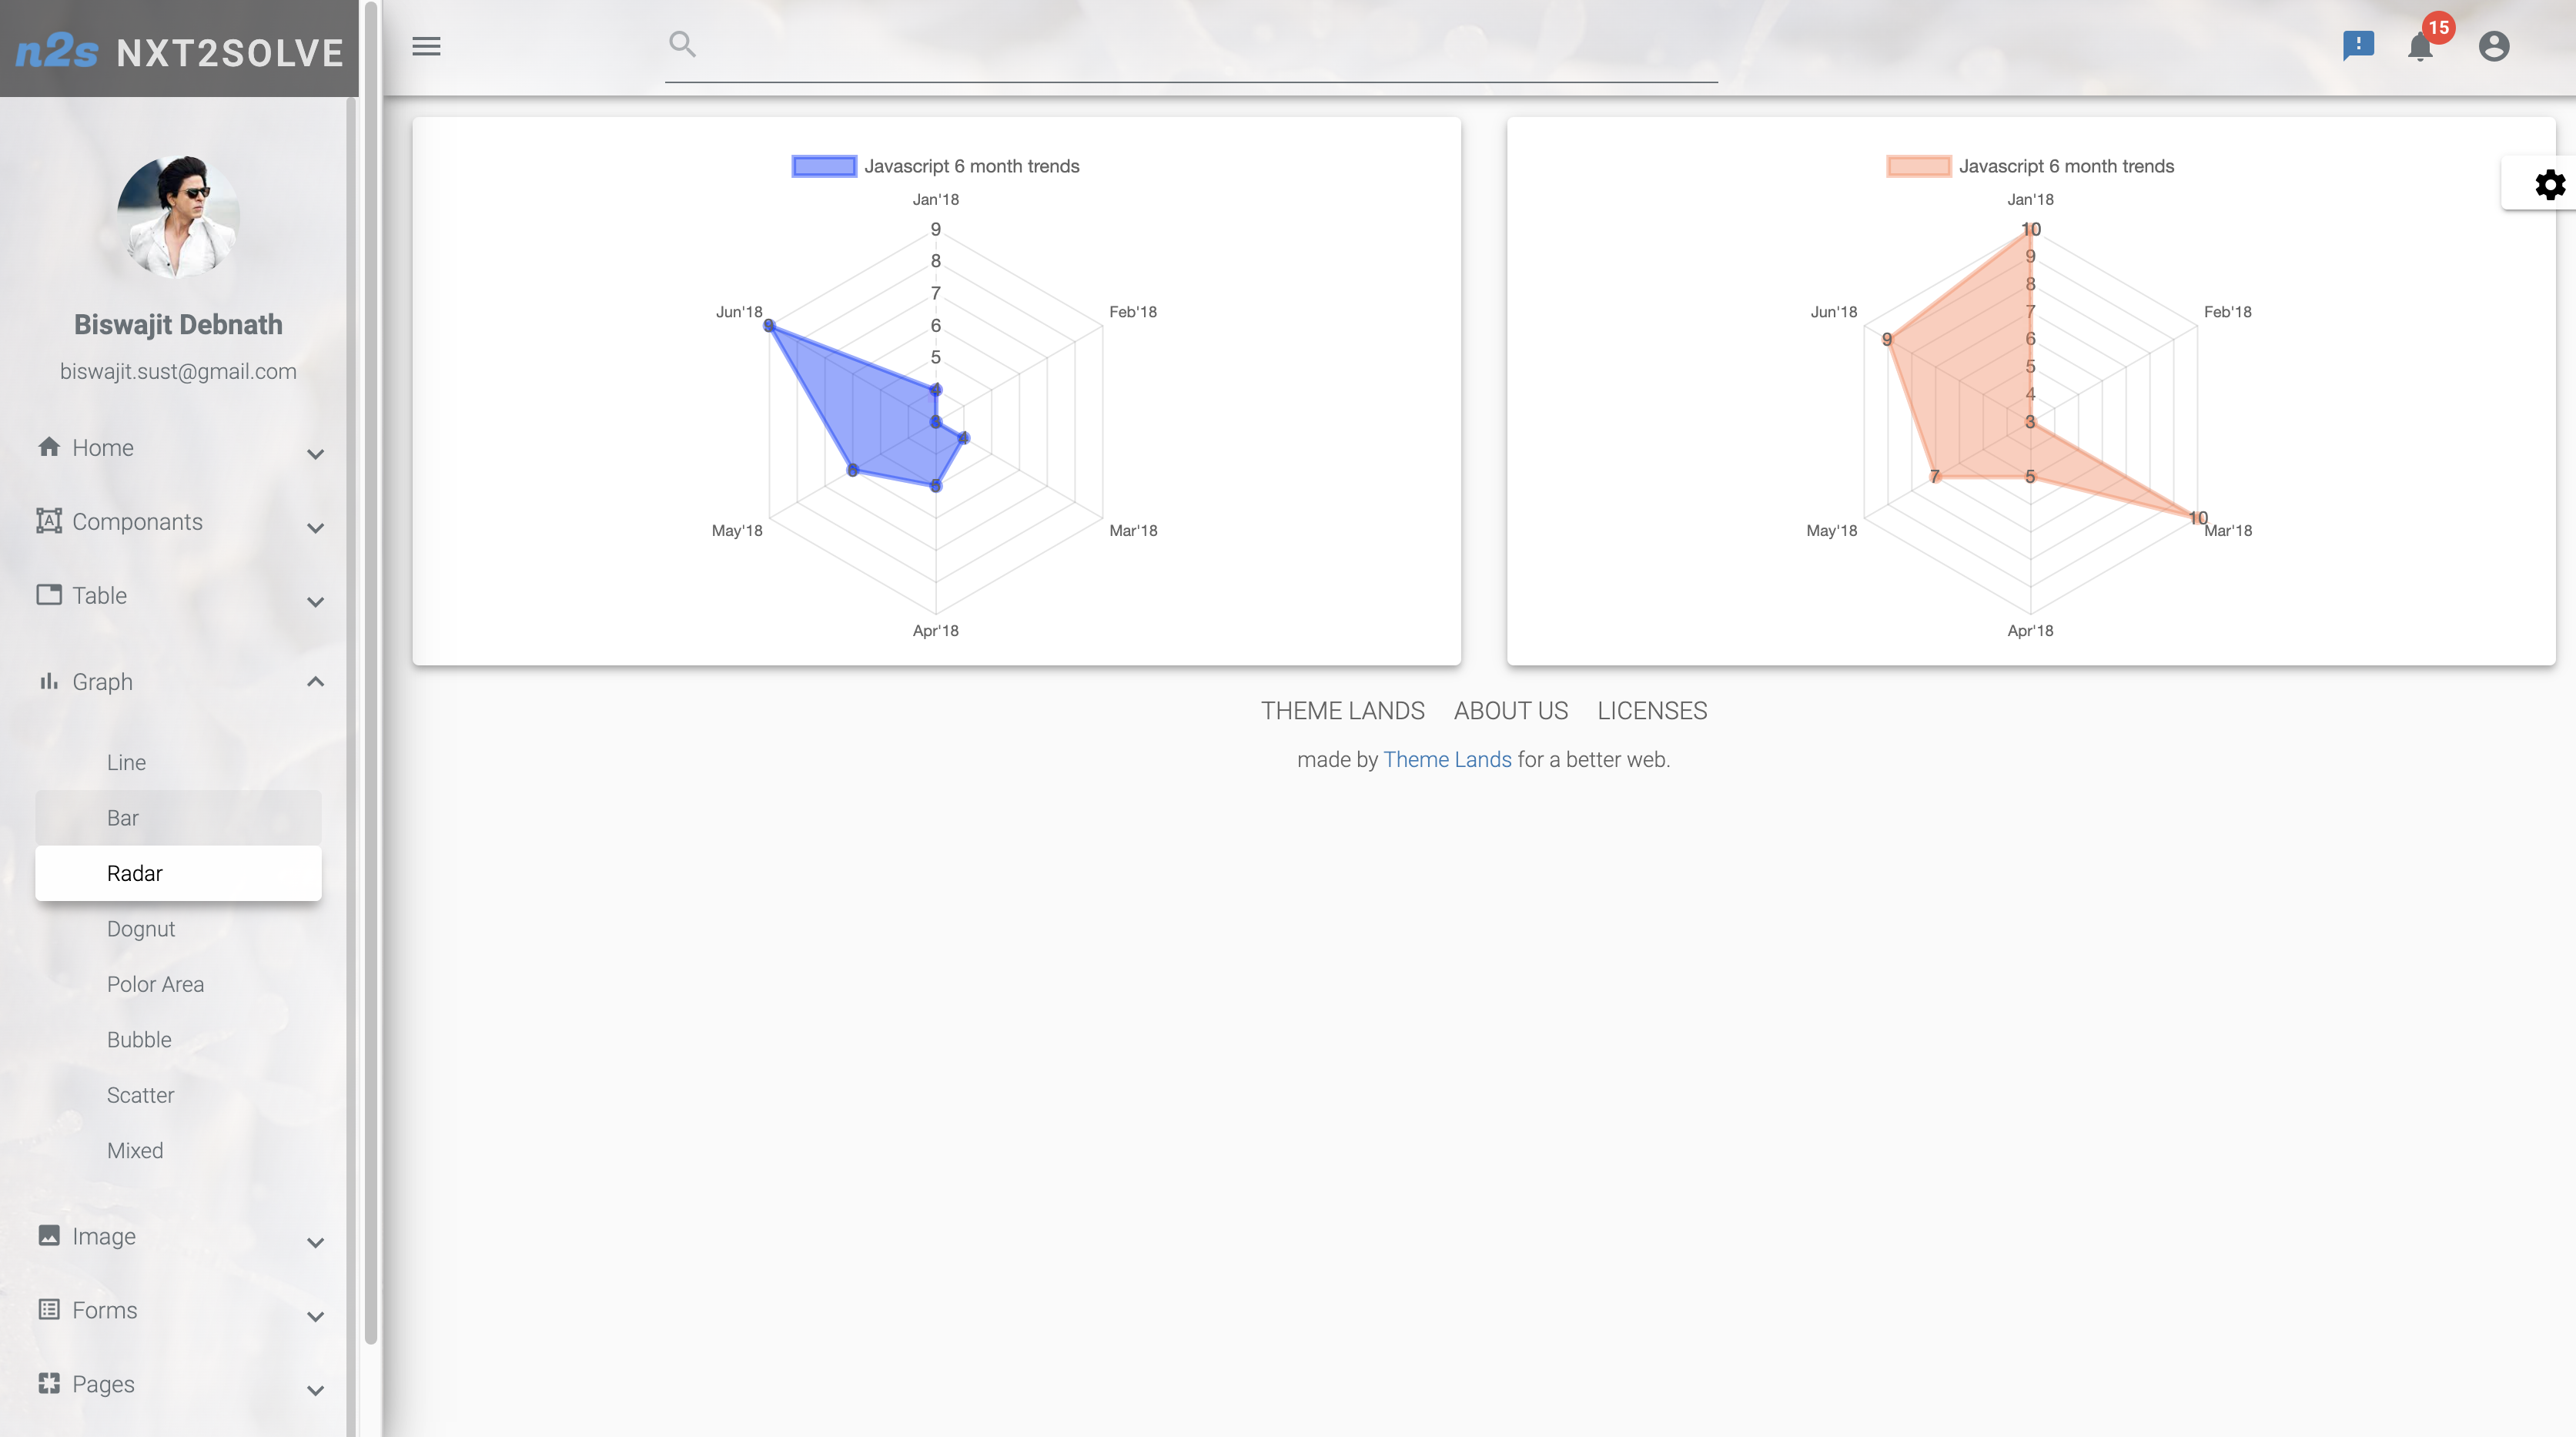 n2s NXT2SOLVE
15
Biswajit Debnath
biswajit.sust@gmail.com
Home
Componants
Table
Graph
Line
Bar
Radar
Dognut
Polor Area
Bubble
Scatter
Mixed
Image
Forms
Pages
Javascript 6 month trends
Jan'18
9
8
7
6
5
4
Jun'18
Feb'18
May'18
Mar'18
Apr'18
Javascript 6 month trends
Jan'18
10
9
8
7
6
5
4
3
Jun'18
9
Feb'18
7
5
10
May'18
Mar'18
Apr'18
THEME LANDS ABOUT US LICENSES
made by Theme Lands for a better web.